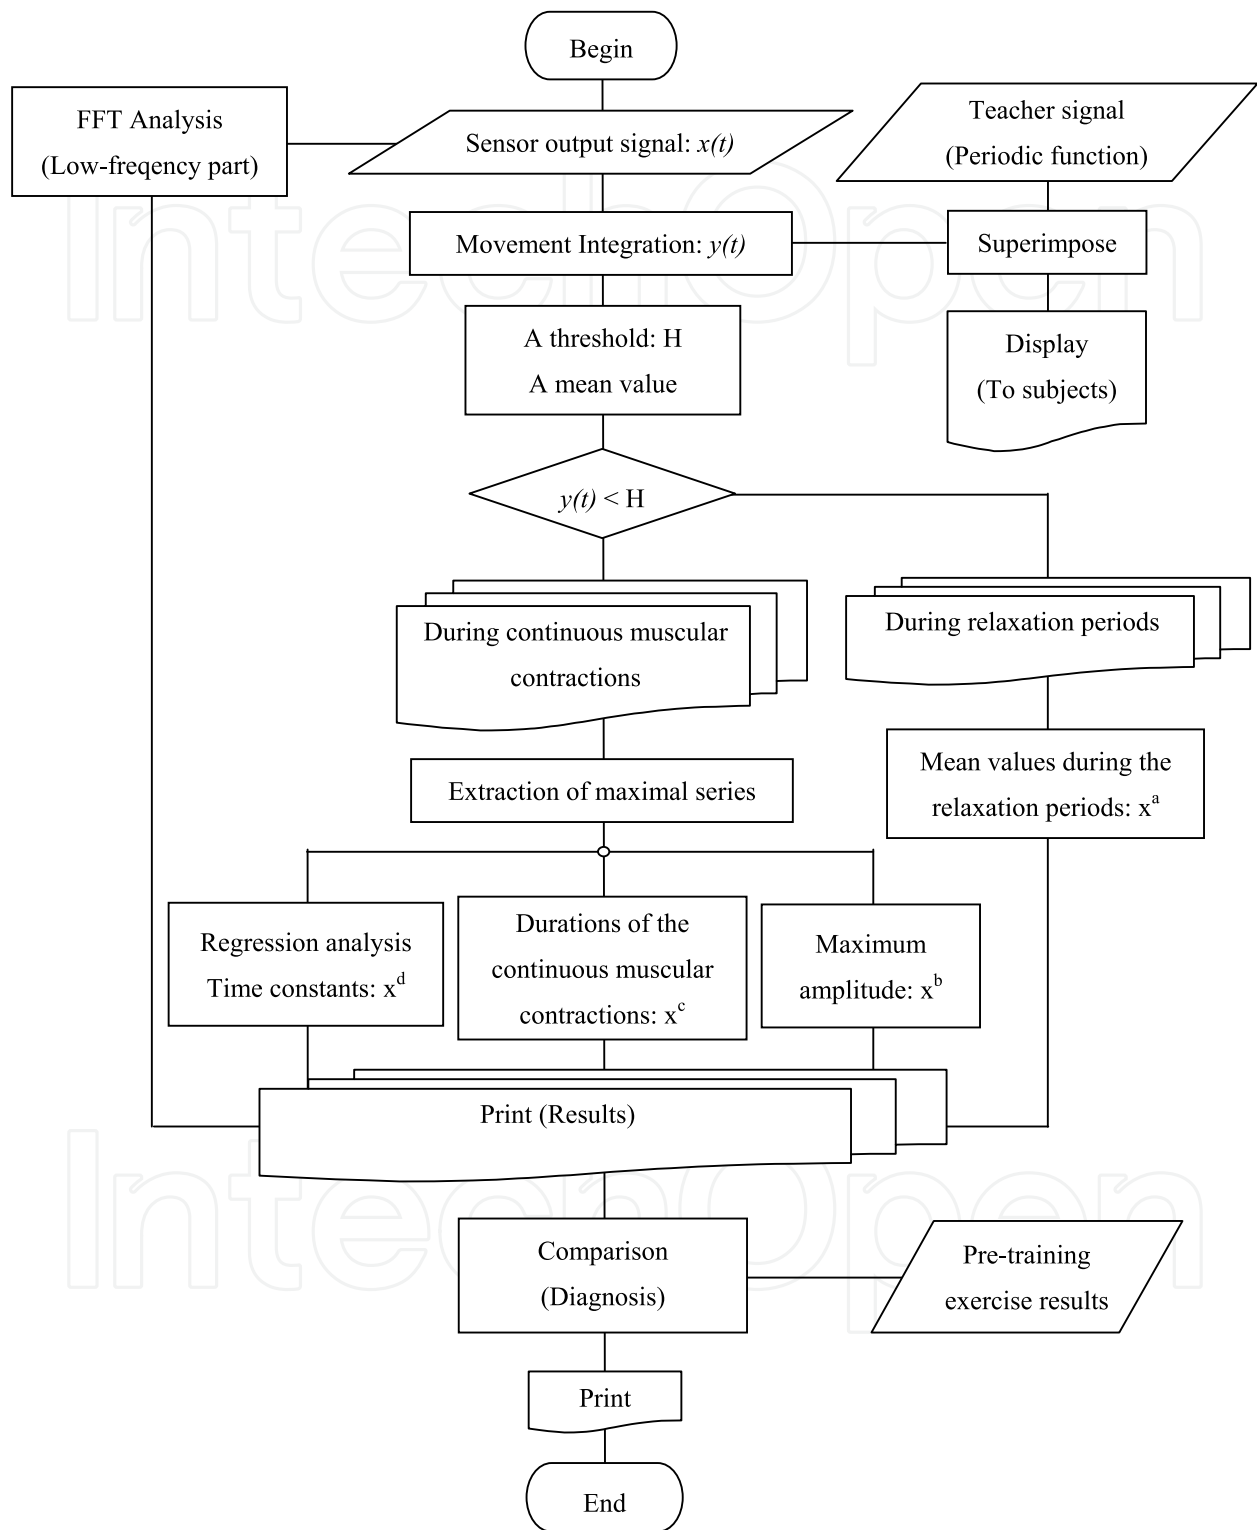 Begin
FFT Analysis
(Low-freqency part)
Sensor output signal: x(t)
Teacher signal
(Periodic function)
Movement Integration: y(t)
Superimpose
A threshold: H
A mean value
Display
(To subjects)
y(t) < H
During continuous muscular
contractions
During relaxation periods
Extraction of maximal series
Mean values during the
relaxation periods: xᵃ
Regression analysis
Time constants: xᵈ
Durations of the
continuous muscular
contractions: xᶜ
Maximum
amplitude: xᵇ
Print (Results)
Comparison
(Diagnosis)
Pre-training
exercise results
Print
End
IntechOpen
IntechOpen